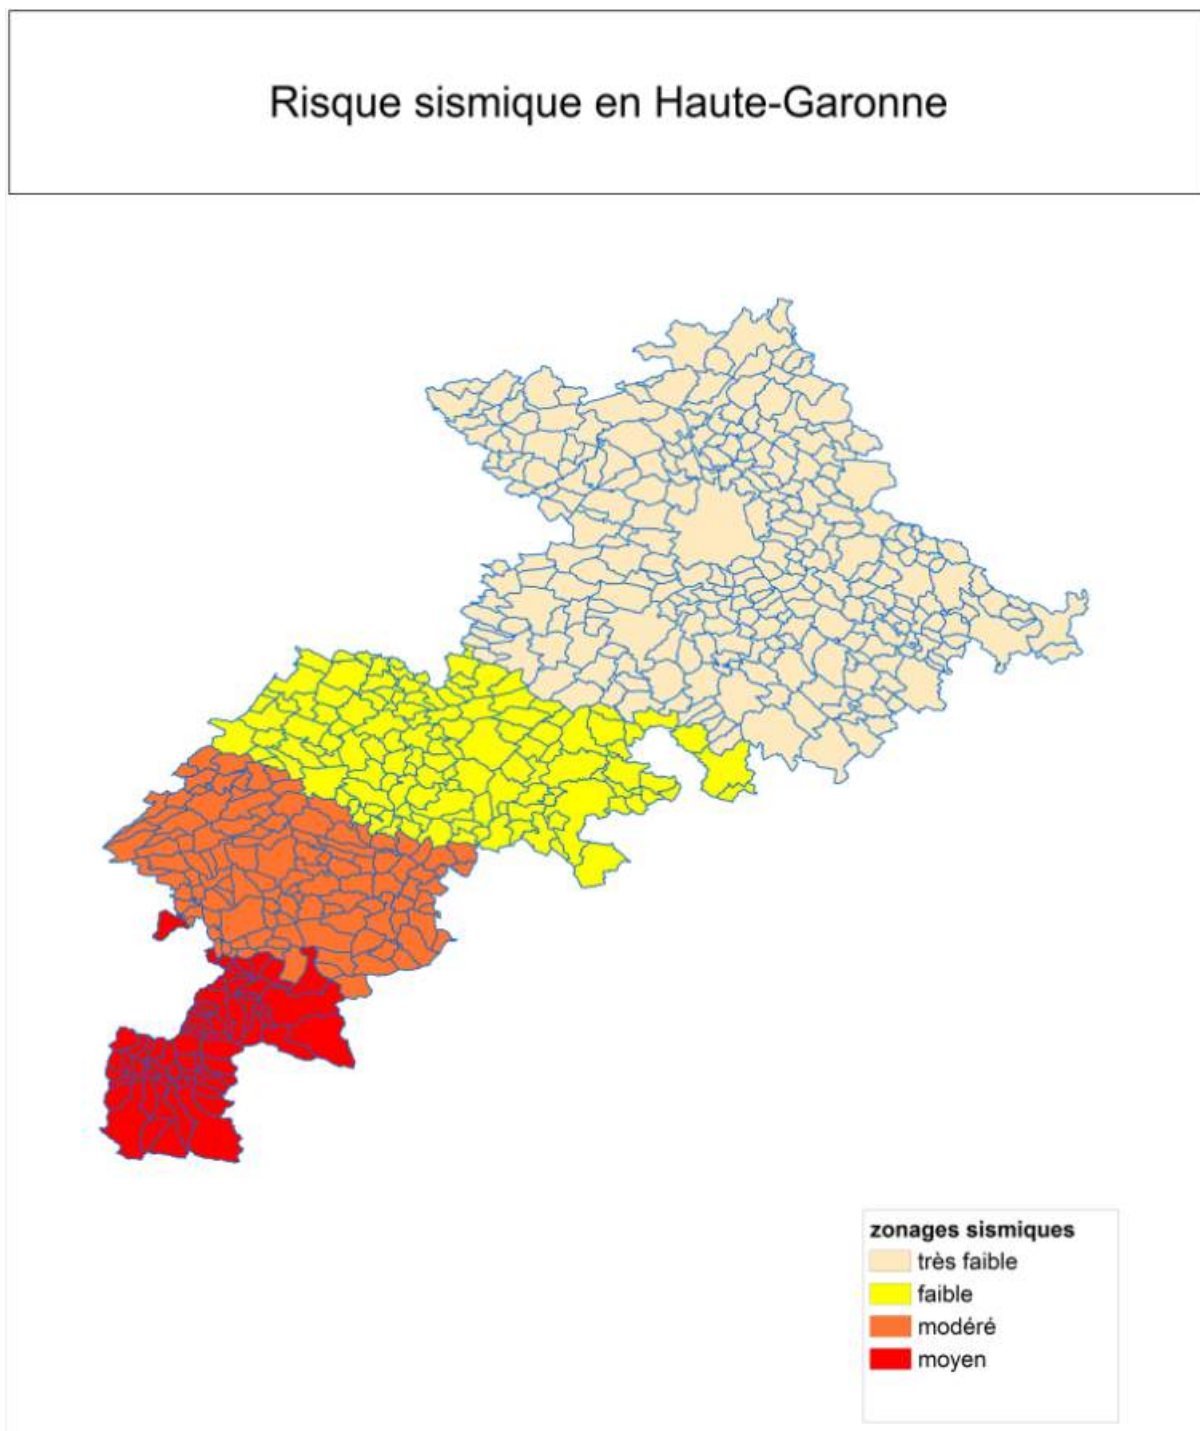 Risque sismique en Haute-Garonne
zonages sismiques
très faible
faible
modéré
moyen